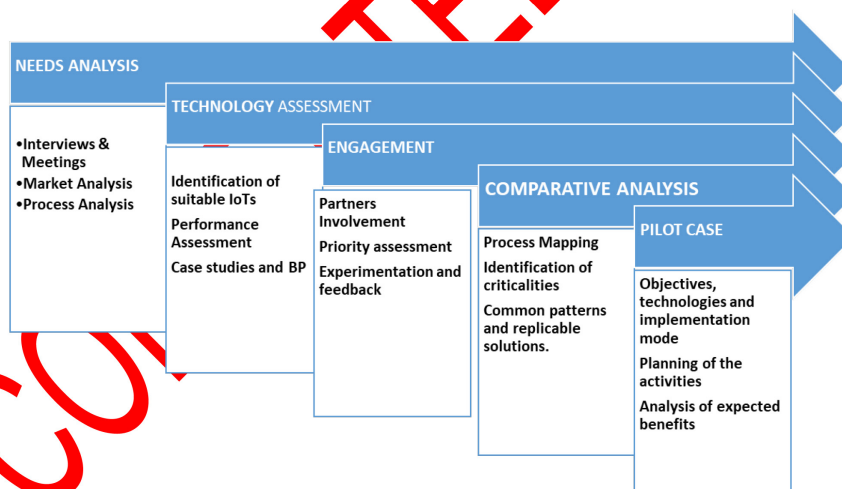 NEEDS ANALYSIS
•Interviews &
Meetings
•Market Analysis
•Process Analysis
TECHNOLOGY ASSESSMENT
Identification of
suitable IoTs
Performance
Assessment
Case studies and BP
ENGAGEMENT
Partners
Involvement
Priority assessment
Experimentation and
feedback
COMPARATIVE ANALYSIS
Process Mapping
Identification of
criticalities
Common patterns
and replicable
solutions.
PILOT CASE
Objectives,
technologies and
implementation
mode
Planning of the
activities
Analysis of expected
benefits